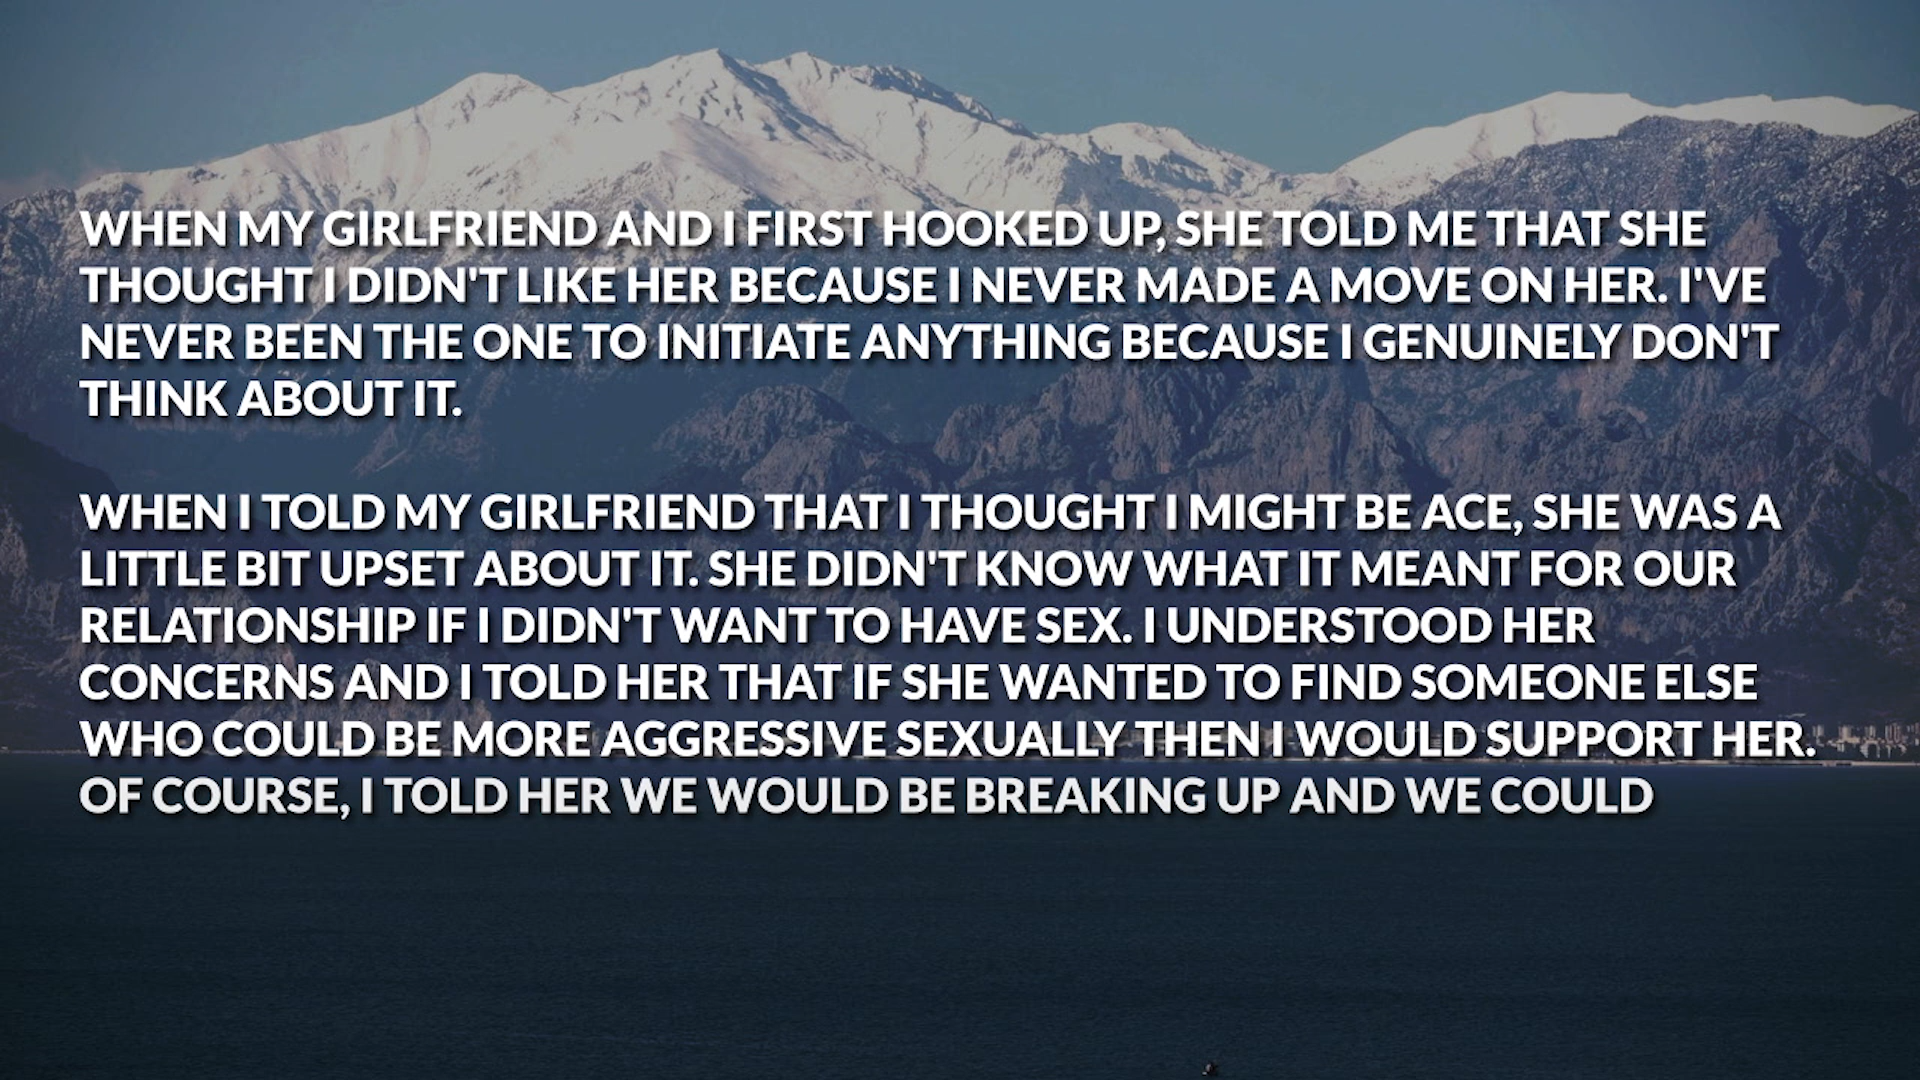 WHEN MY GIRLFRIEND AND I FIRST HOOKED UP, SHE TOLD ME THAT SHE
THOUGHT I DIDN'T LIKE HER BECAUSE I NEVER MADE A MOVE ON HER. I'VE
NEVER BEEN THE ONE TO INITIATE ANYTHING BECAUSE I GENUINELY DON'T
THINK ABOUT IT.
WHEN I TOLD MY GIRLFRIEND THAT I THOUGHT I MIGHT BE ACE, SHE WAS A
LITTLE BIT UPSET ABOUT IT. SHE DIDN'T KNOW WHAT IT MEANT FOR OUR
RELATIONSHIP IF I DIDN'T WANT TO HAVE SEX. I UNDERSTOOD HER
CONCERNS AND I TOLD HER THAT IF SHE WANTED TO FIND SOMEONE ELSE
WHO COULD BE MORE AGGRESSIVE SEXUALLY THEN I WOULD SUPPORT HER.
OF COURSE, I TOLD HER WE WOULD BE BREAKING UP AND WE COULD